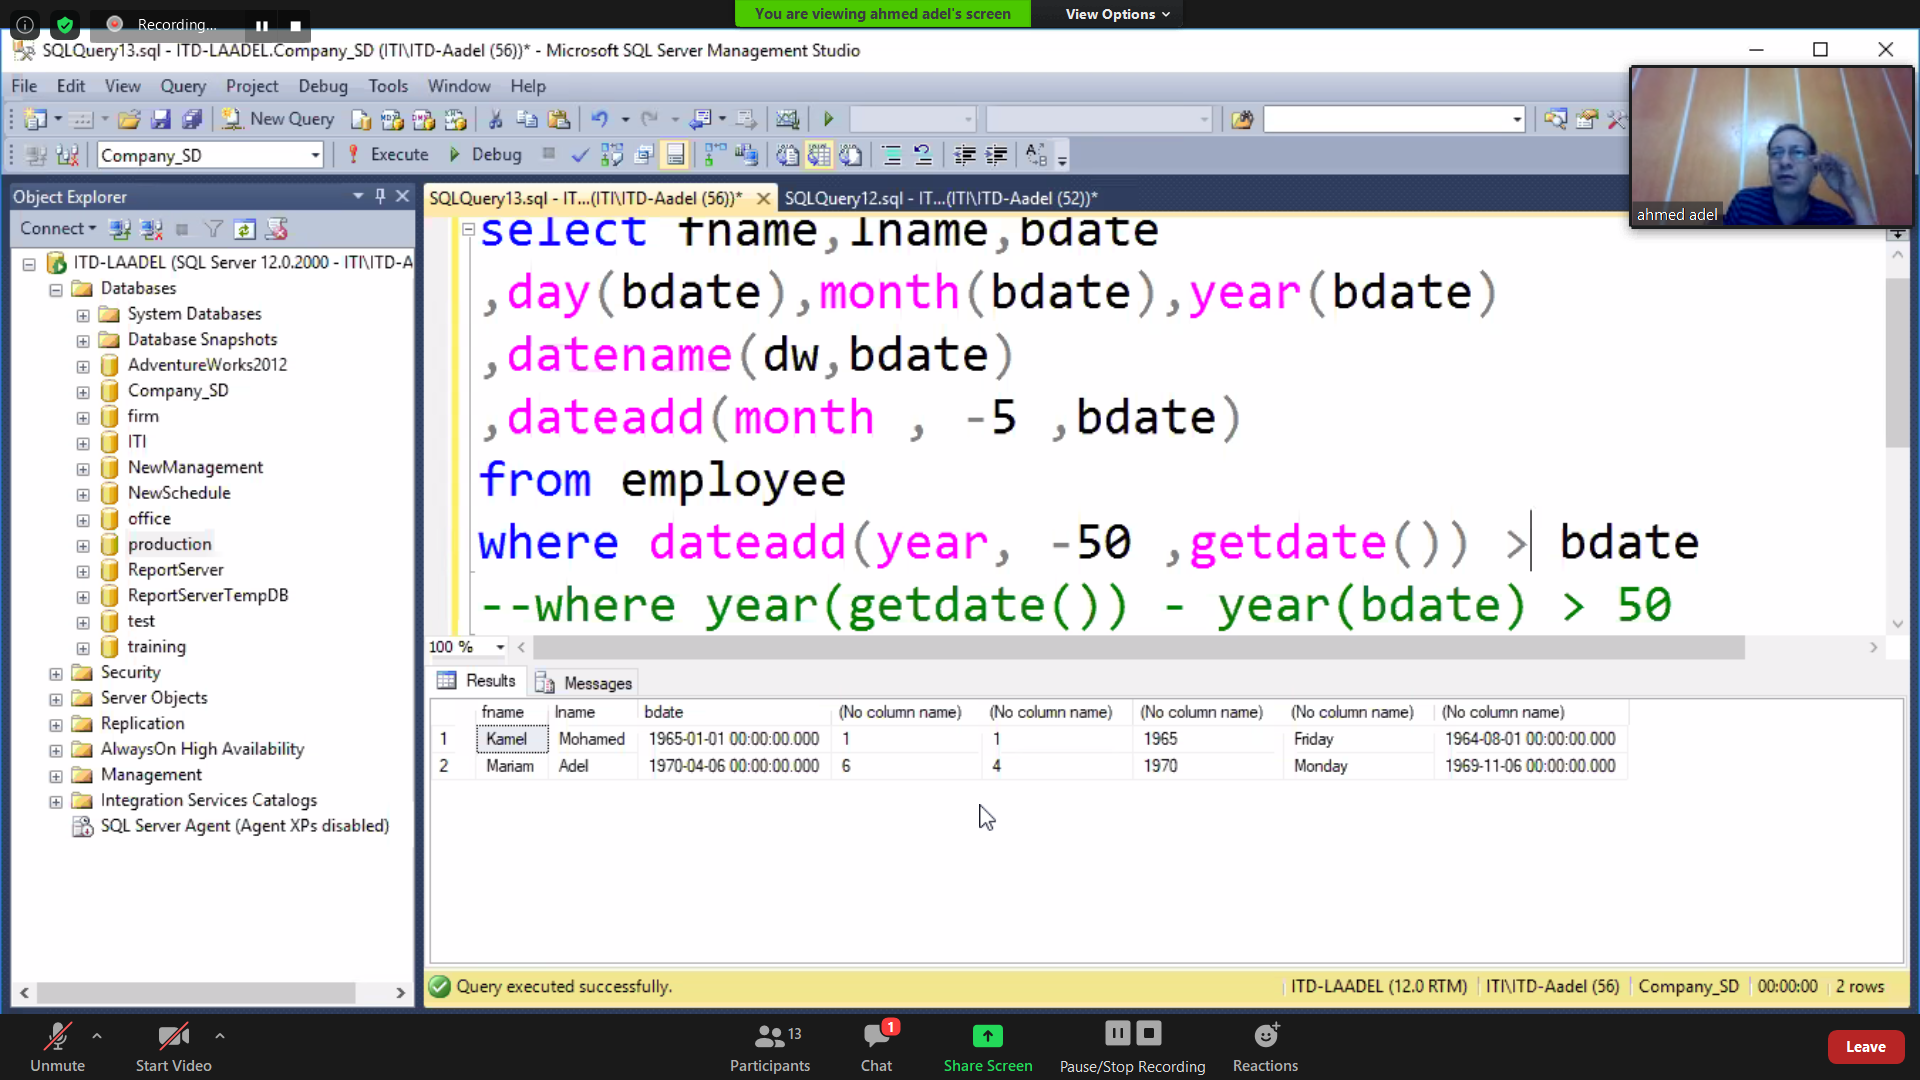 Recording...
You are viewing ahmed adel's screen
View Options
SQLQuery13.sql - ITD-LAADEL.Company_SD (ITI\ITD-Aadel (56))* - Microsoft SQL Server Management Studio
File Edit View Query Project Debug Tools Window Help
New Query
Company_SD
Execute
Debug
ahmed adel
Object Explorer
Connect
ITD-LAADEL (SQL Server 12.0.2000 - ITI\ITD-A
Databases
System Databases
Database Snapshots
AdventureWorks2012
Company_SD
firm
ITI
NewManagement
NewSchedule
office
production
ReportServer
ReportServerTempDB
test
training
Security
Server Objects
Replication
AlwaysOn High Availability
Management
Integration Services Catalogs
SQL Server Agent (Agent XPs disabled)
SQLQuery13.sql - IT...(ITI\ITD-Aadel (56))*
SQLQuery12.sql - IT...(ITI\ITD-Aadel (52))*
select fname,lname,bdate
,day(bdate),month(bdate),year(bdate)
,datename(dw,bdate)
,dateadd(month , -5 ,bdate)
from employee
where dateadd(year, -50 ,getdate()) > bdate
--where year(getdate()) - year(bdate) > 50
100 %
Results
Messages
fname lname bdate (No column name) (No column name) (No column name) (No column name) (No column name)
1 Kamel Mohamed 1965-01-01 00:00:00.000 1 1 1965 Friday 1964-08-01 00:00:00.000
2 Mariam Adel 1970-04-06 00:00:00.000 6 4 1970 Monday 1969-11-06 00:00:00.000
Query executed successfully.
ITD-LAADEL (12.0 RTM) ITI\ITD-Aadel (56) Company_SD 00:00:00 2 rows
Unmute
Start Video
13
Participants
1
Chat
Share Screen
Pause/Stop Recording
Reactions
Leave